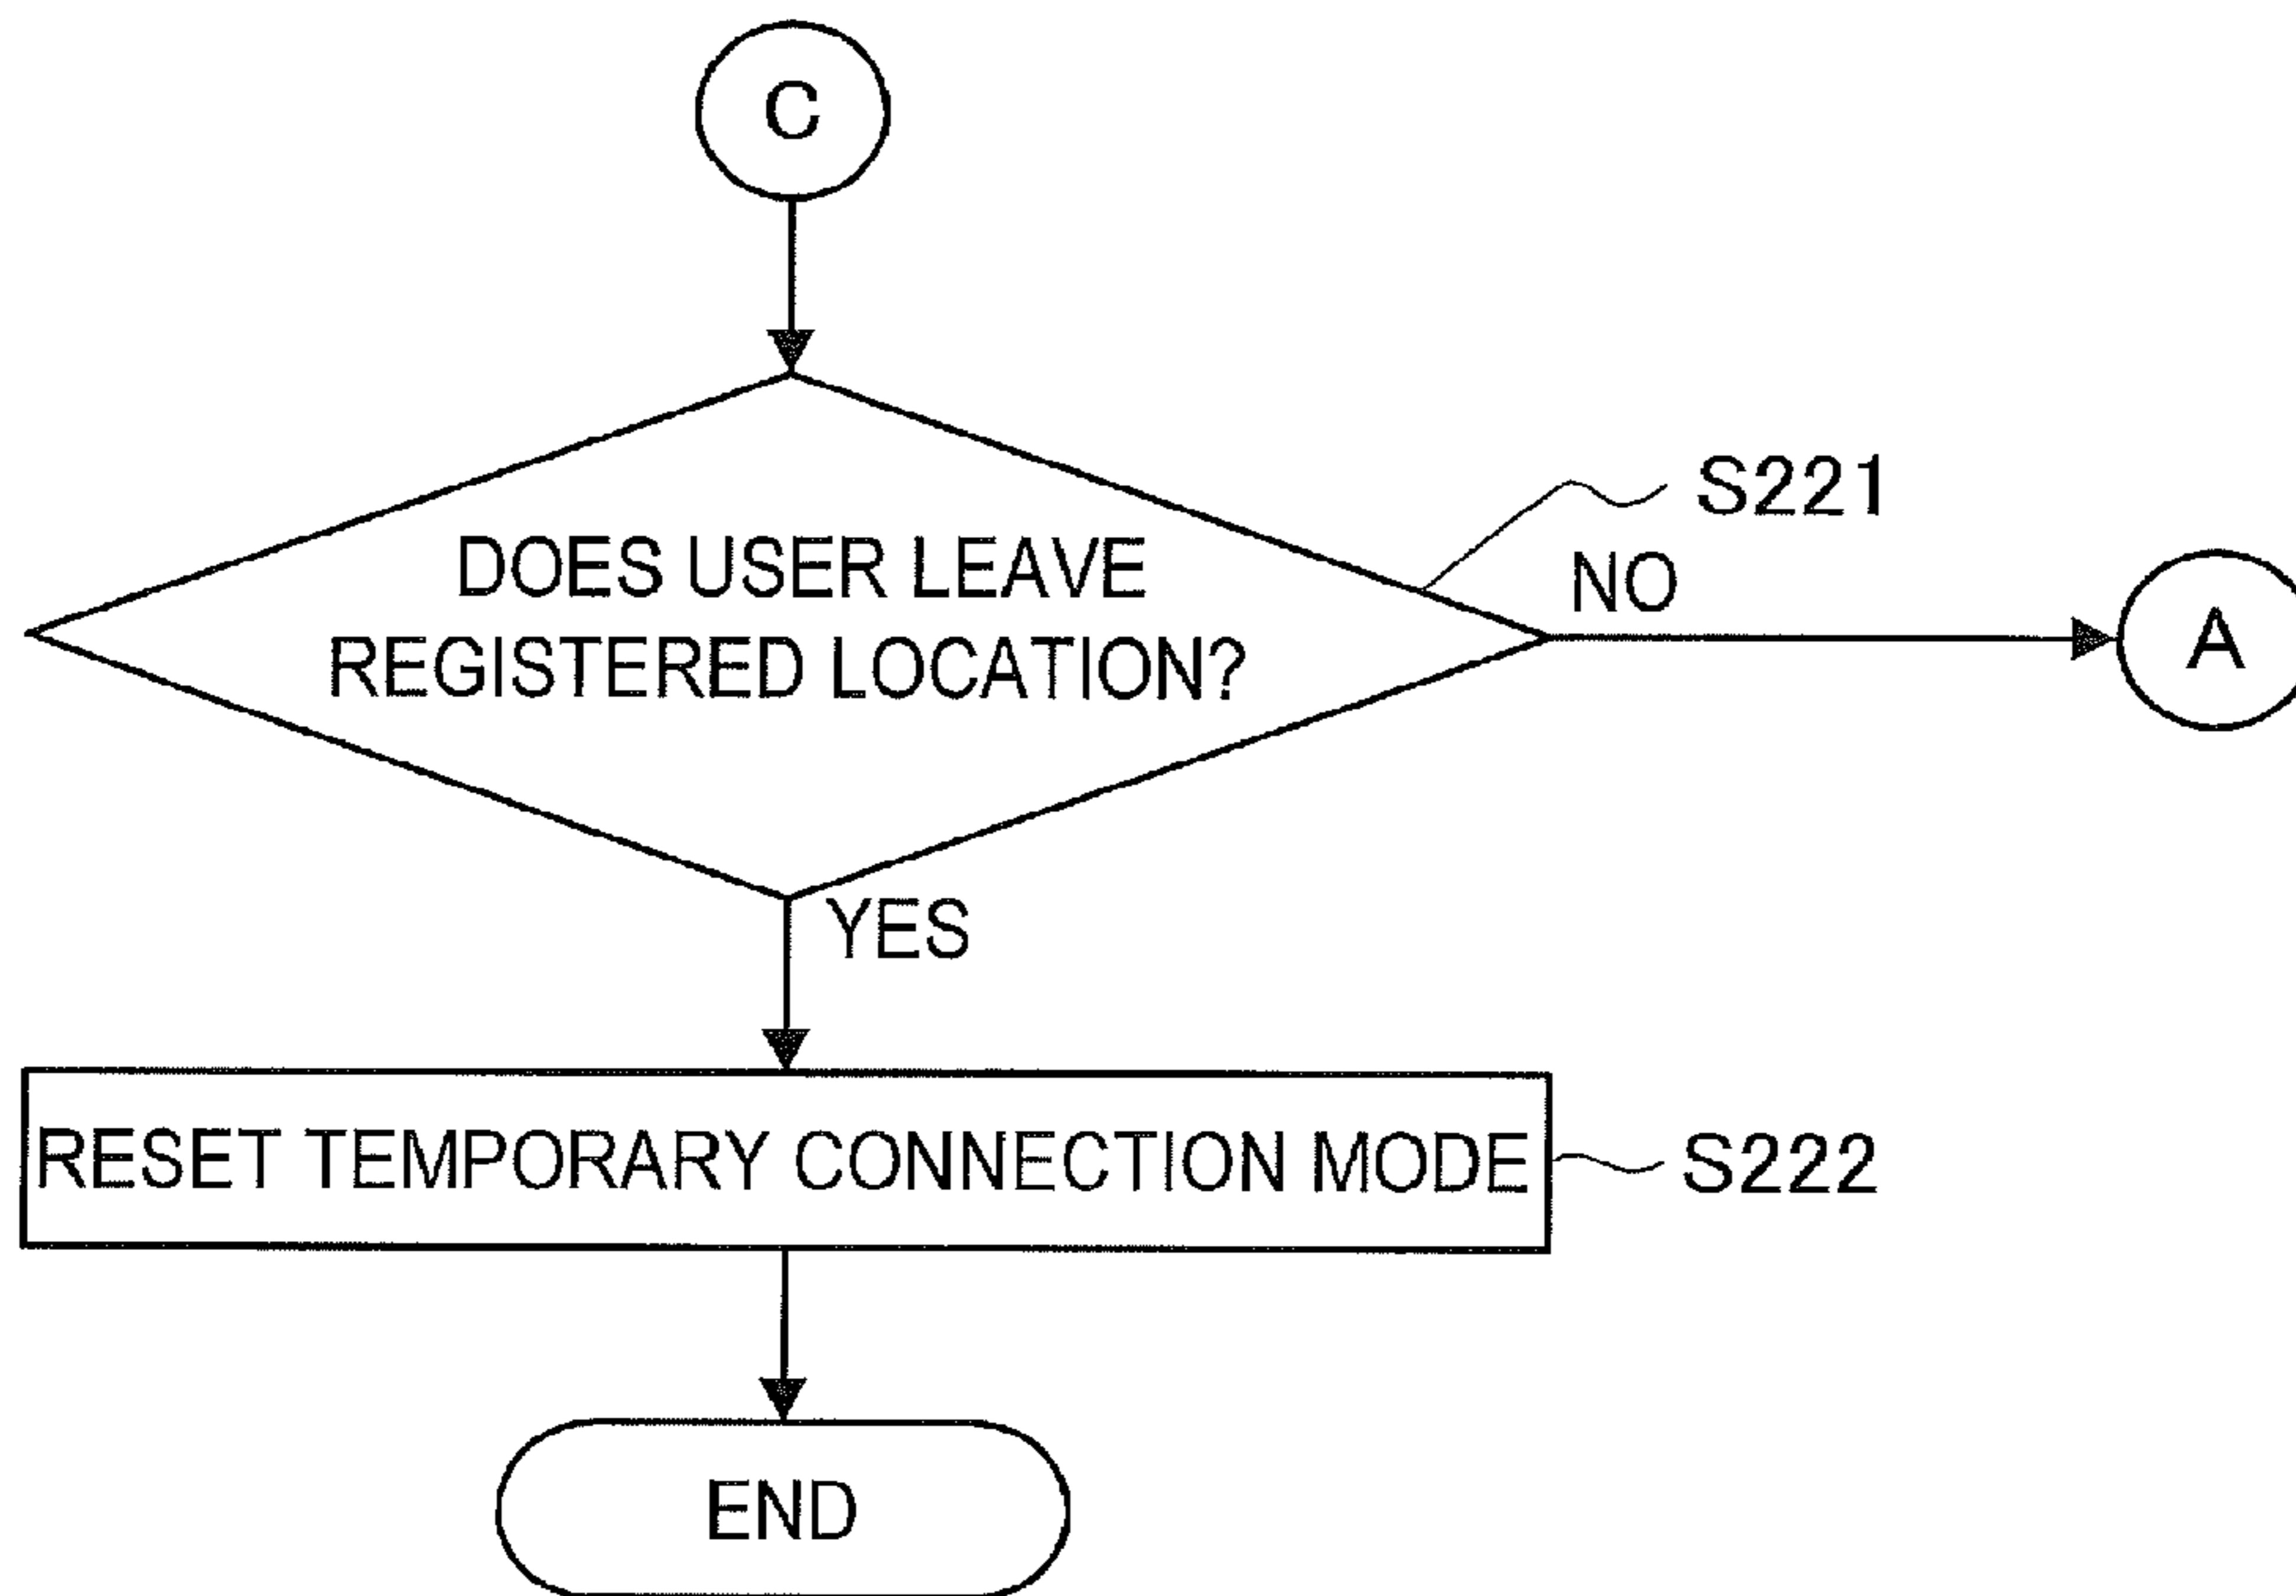 C
DOES USER LEAVE
REGISTERED LOCATION?
S221
NO
A
YES
RESET TEMPORARY CONNECTION MODE
S222
END